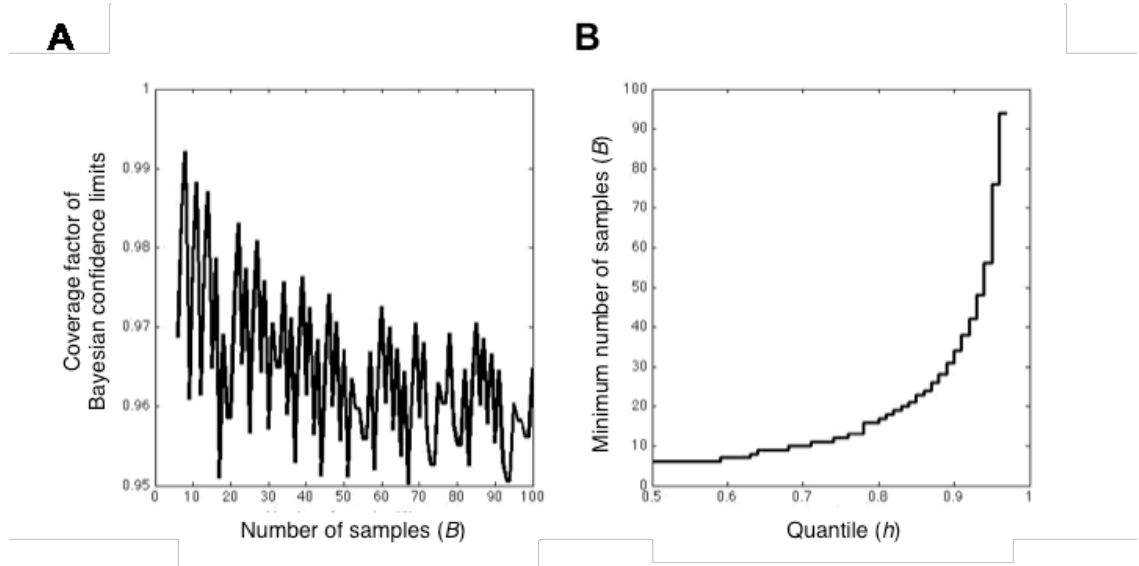 A
B
1
0.99
0.98
0.97
0.96
0.95
0 10 20 30 40 50 60 70 80 90 100
Coverage factor of
Bayesian confidence limits
Number of samples (B)
100
90
80
70
60
50
40
30
20
10
0
0.5 0.6 0.7 0.8 0.9 1
Minimum number of samples (B)
Quantile (h)